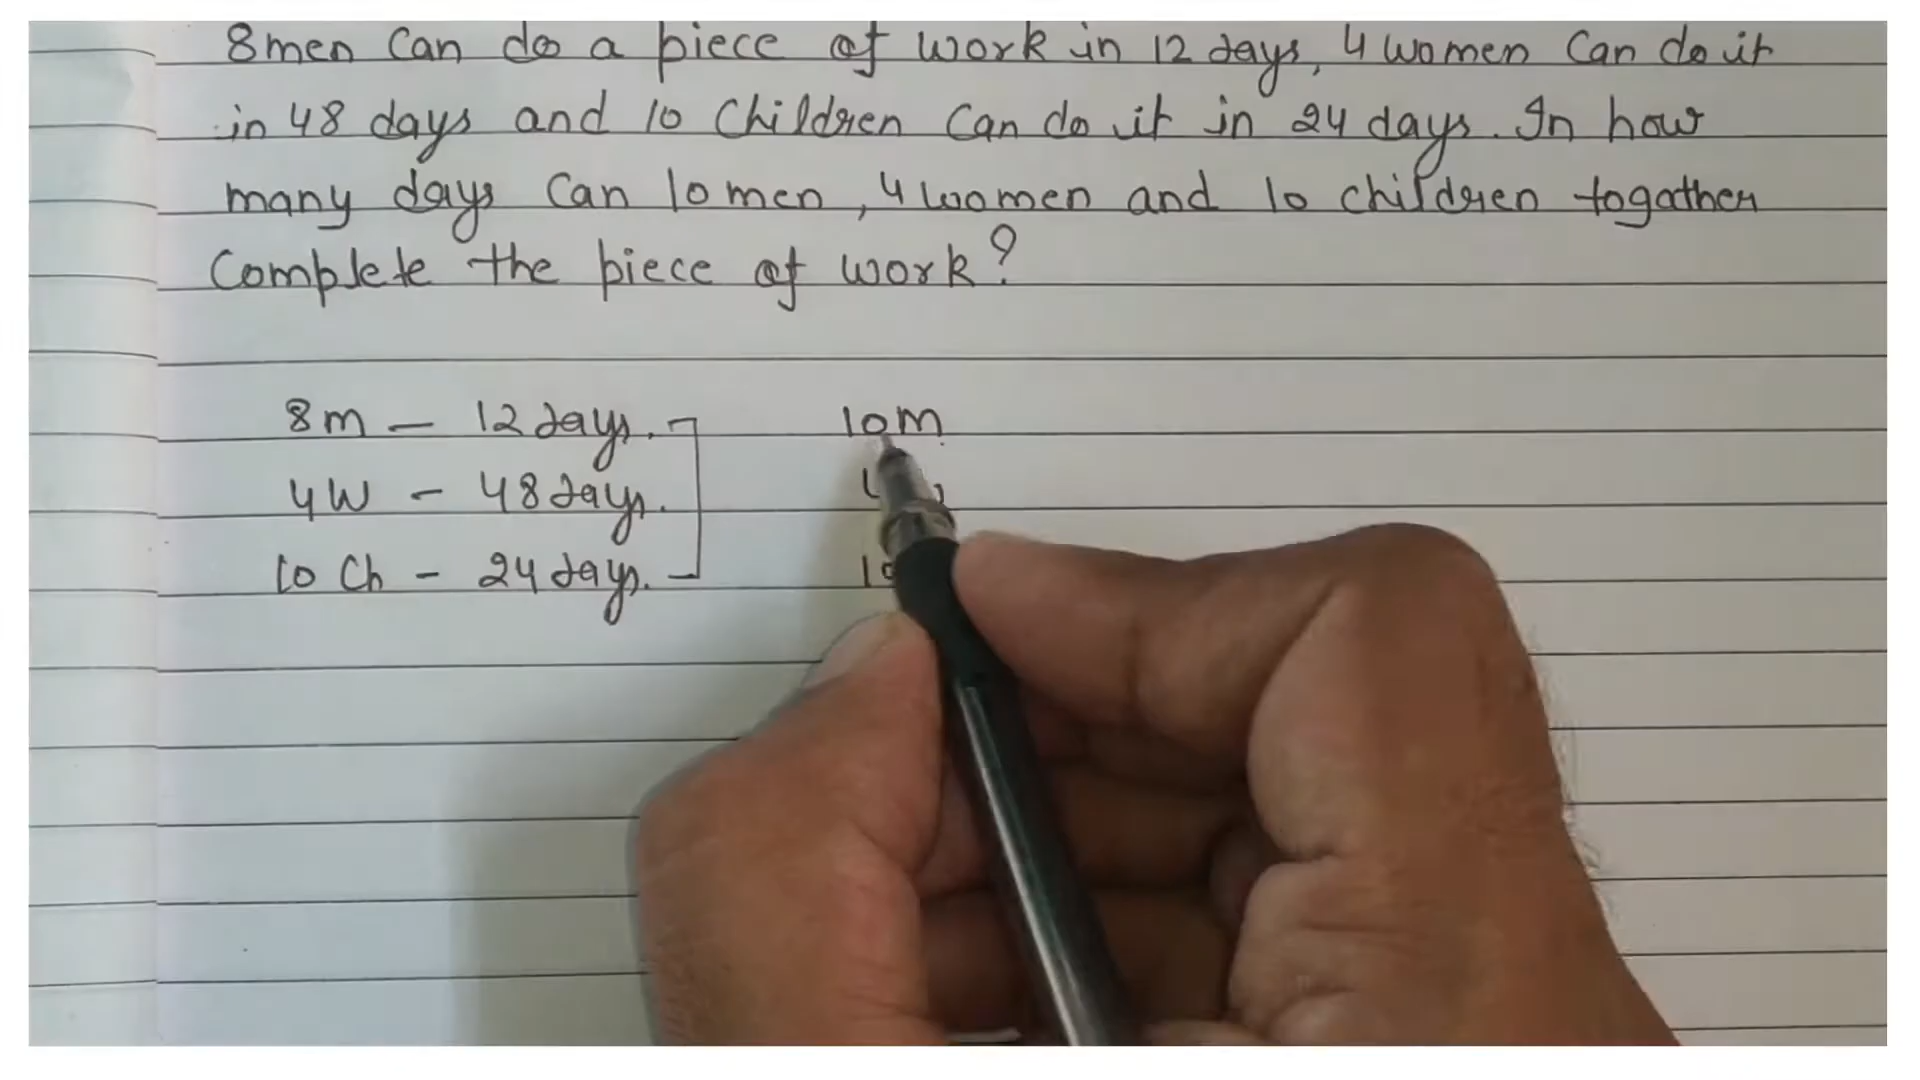 8men can do a piece of work in 12 days, 4 women can do it
in 48 days and 10 children can do it in 24 days. In how
many days can 10 men, 4 women and 10 children togather
complete the piece of work?
8m - 12 days. 10M
4W - 48 days.
10 Ch - 24 days. 10